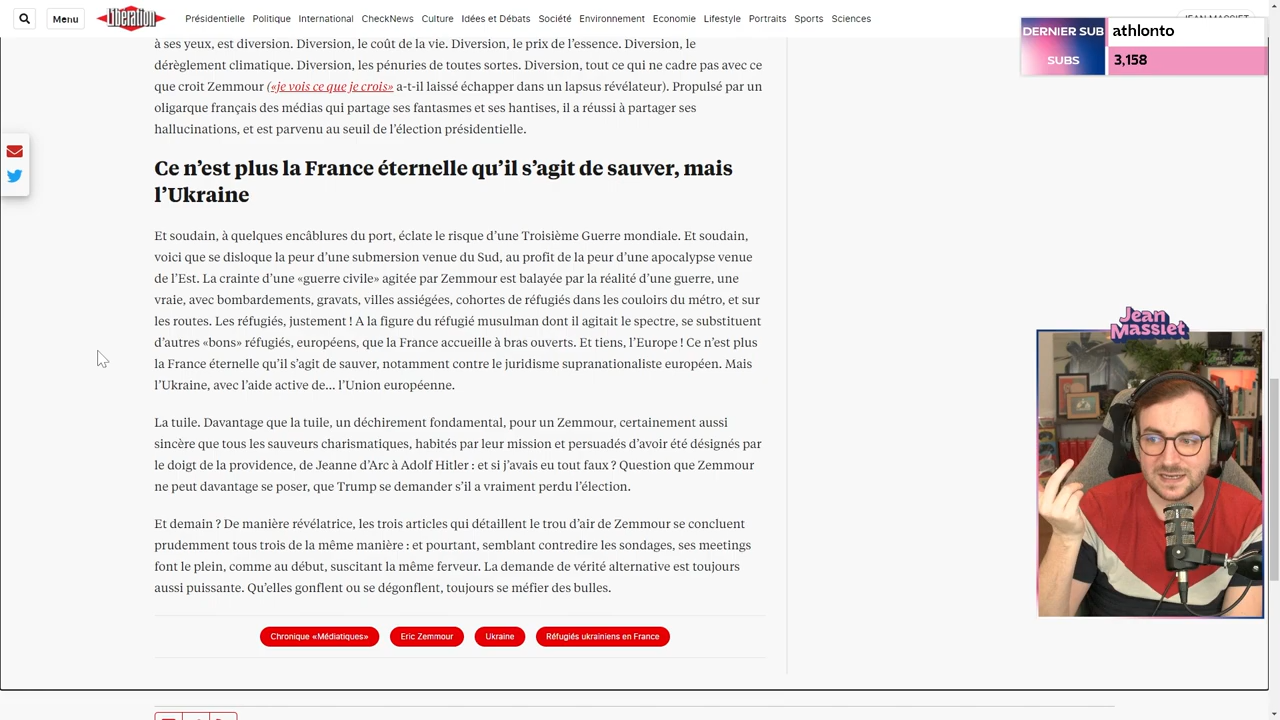 Menu
Libération
Présidentielle Politique International CheckNews Culture Idées et Débats Société Environnement Economie Lifestyle Portraits Sports Sciences
JEAN MASSIET
DERNIER SUB athlonto
SUBS 3,158
à ses yeux, est diversion. Diversion, le coût de la vie. Diversion, le prix de l’essence. Diversion, le
dérèglement climatique. Diversion, les pénuries de toutes sortes. Diversion, tout ce qui ne cadre pas avec ce
que croit Zemmour («je vois ce que je crois» a-t-il laissé échapper dans un lapsus révélateur). Propulsé par un
oligarque français des médias qui partage ses fantasmes et ses hantises, il a réussi à partager ses
hallucinations, et est parvenu au seuil de l’élection présidentielle.
Ce n’est plus la France éternelle qu’il s’agit de sauver, mais
l’Ukraine
Et soudain, à quelques encâblures du port, éclate le risque d’une Troisième Guerre mondiale. Et soudain,
voici que se disloque la peur d’une submersion venue du Sud, au profit de la peur d’une apocalypse venue
de l’Est. La crainte d’une «guerre civile» agitée par Zemmour est balayée par la réalité d’une guerre, une
vraie, avec bombardements, gravats, villes assiégées, cohortes de réfugiés dans les couloirs du métro, et sur
les routes. Les réfugiés, justement ! A la figure du réfugié musulman dont il agitait le spectre, se substituent
d’autres «bons» réfugiés, européens, que la France accueille à bras ouverts. Et tiens, l’Europe ! Ce n’est plus
la France éternelle qu’il s’agit de sauver, notamment contre le juridisme supranationaliste européen. Mais
l’Ukraine, avec l’aide active de… l’Union européenne.
La tuile. Davantage que la tuile, un déchirement fondamental, pour un Zemmour, certainement aussi
sincère que tous les sauveurs charismatiques, habités par leur mission et persuadés d’avoir été désignés par
le doigt de la providence, de Jeanne d’Arc à Adolf Hitler : et si j’avais eu tout faux ? Question que Zemmour
ne peut davantage se poser, que Trump se demander s’il a vraiment perdu l’élection.
Et demain ? De manière révélatrice, les trois articles qui détaillent le trou d’air de Zemmour se concluent
prudemment tous trois de la même manière : et pourtant, semblant contredire les sondages, ses meetings
font le plein, comme au début, suscitant la même ferveur. La demande de vérité alternative est toujours
aussi puissante. Qu’elles gonflent ou se dégonflent, toujours se méfier des bulles.
Chronique «Médiatiques» Eric Zemmour Ukraine Réfugiés ukrainiens en France
Jean
Massiet